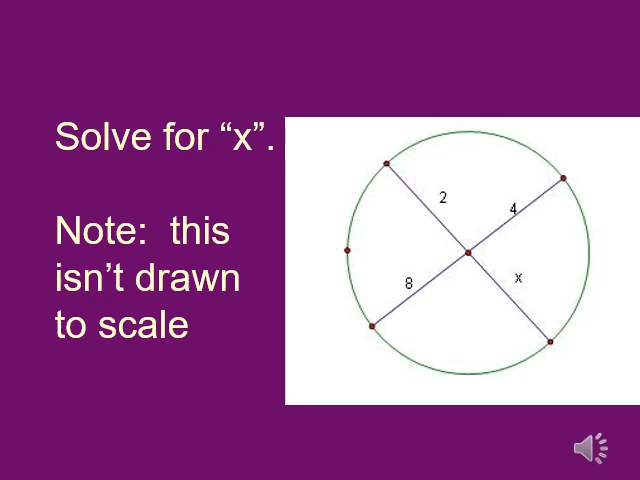 Solve for “x”.
Note:  this
isn’t drawn
to scale
2
4
8
x